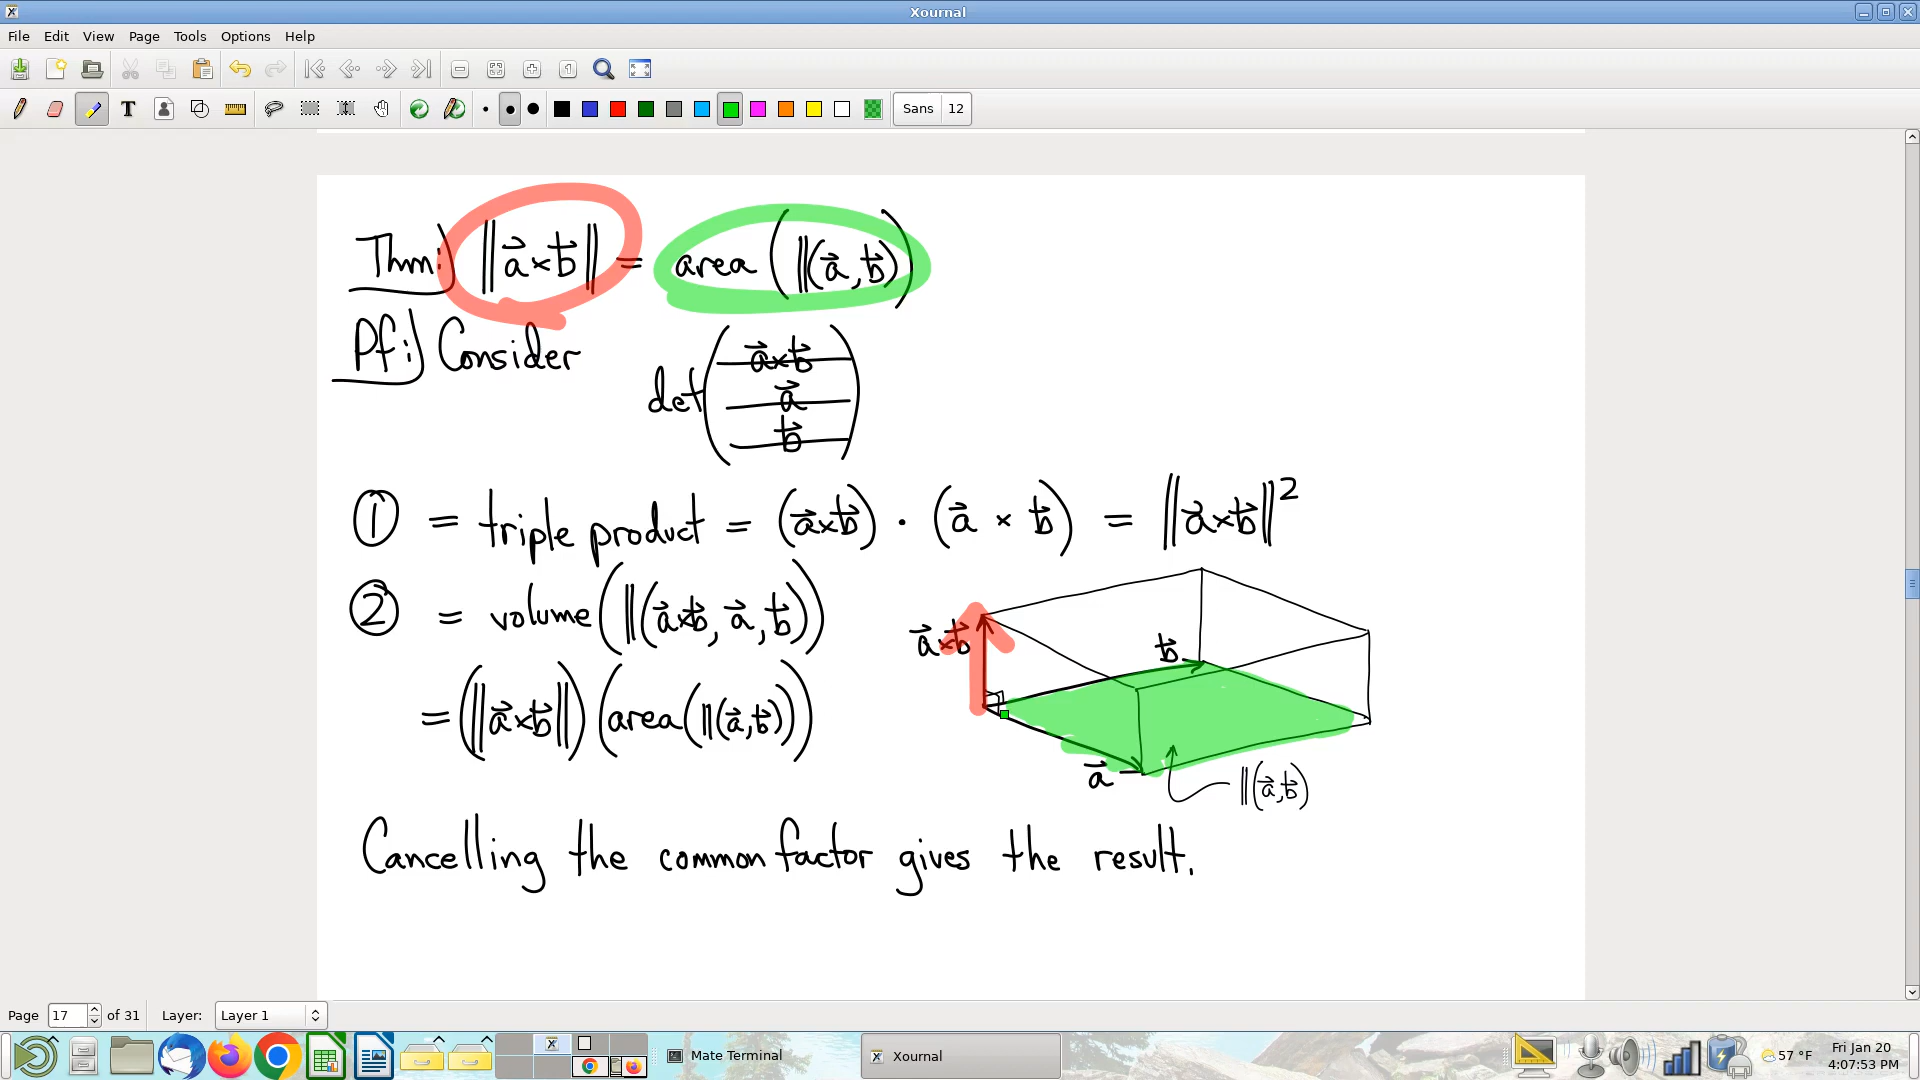 Xournal
File Edit View Page Tools Options Help
Sans 12
Thm:) ‖a⃗×b⃗‖ = area (‖(a⃗,b⃗))
Pf:) Consider
det (a⃗×b⃗
a⃗
b⃗)
① = triple product = (a⃗×b⃗) · (a⃗ × b⃗) = ‖a⃗×b⃗‖²
② = volume (‖(a⃗×b⃗, a⃗, b⃗))
= (‖a⃗×b⃗‖) (area(‖(a⃗,b⃗)))
a⃗×b⃗
b⃗
a⃗
‖(a⃗,b⃗)
Cancelling the common factor gives the result.
Page 17 of 31 Layer: Layer 1
Mate Terminal
Xournal
57 °F
Fri Jan 20
4:07:53 PM